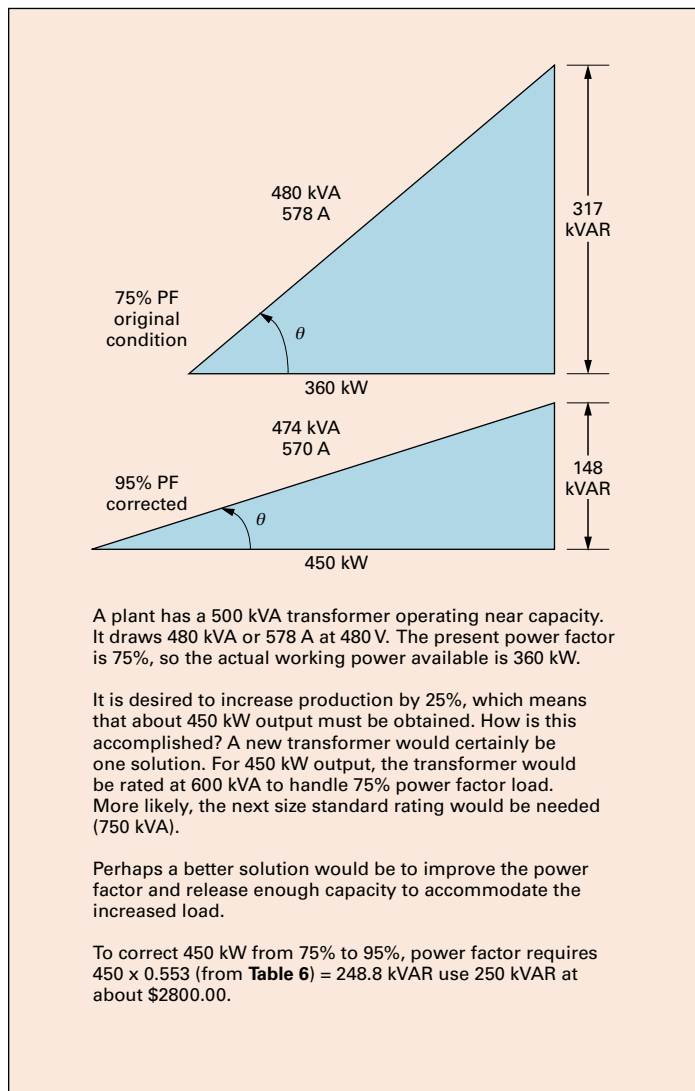 480 kVA
578 A
317
kVAR
75% PF
original
condition
θ
360 kW
474 kVA
570 A
148
kVAR
95% PF
corrected
θ
450 kW
A plant has a 500 kVA transformer operating near capacity.
It draws 480 kVA or 578 A at 480 V. The present power factor
is 75%, so the actual working power available is 360 kW.
It is desired to increase production by 25%, which means
that about 450 kW output must be obtained. How is this
accomplished? A new transformer would certainly be
one solution. For 450 kW output, the transformer would
be rated at 600 kVA to handle 75% power factor load.
More likely, the next size standard rating would be needed
(750 kVA).
Perhaps a better solution would be to improve the power
factor and release enough capacity to accommodate the
increased load.
To correct 450 kW from 75% to 95%, power factor requires
450 x 0.553 (from Table 6) = 248.8 kVAR use 250 kVAR at
about $2800.00.